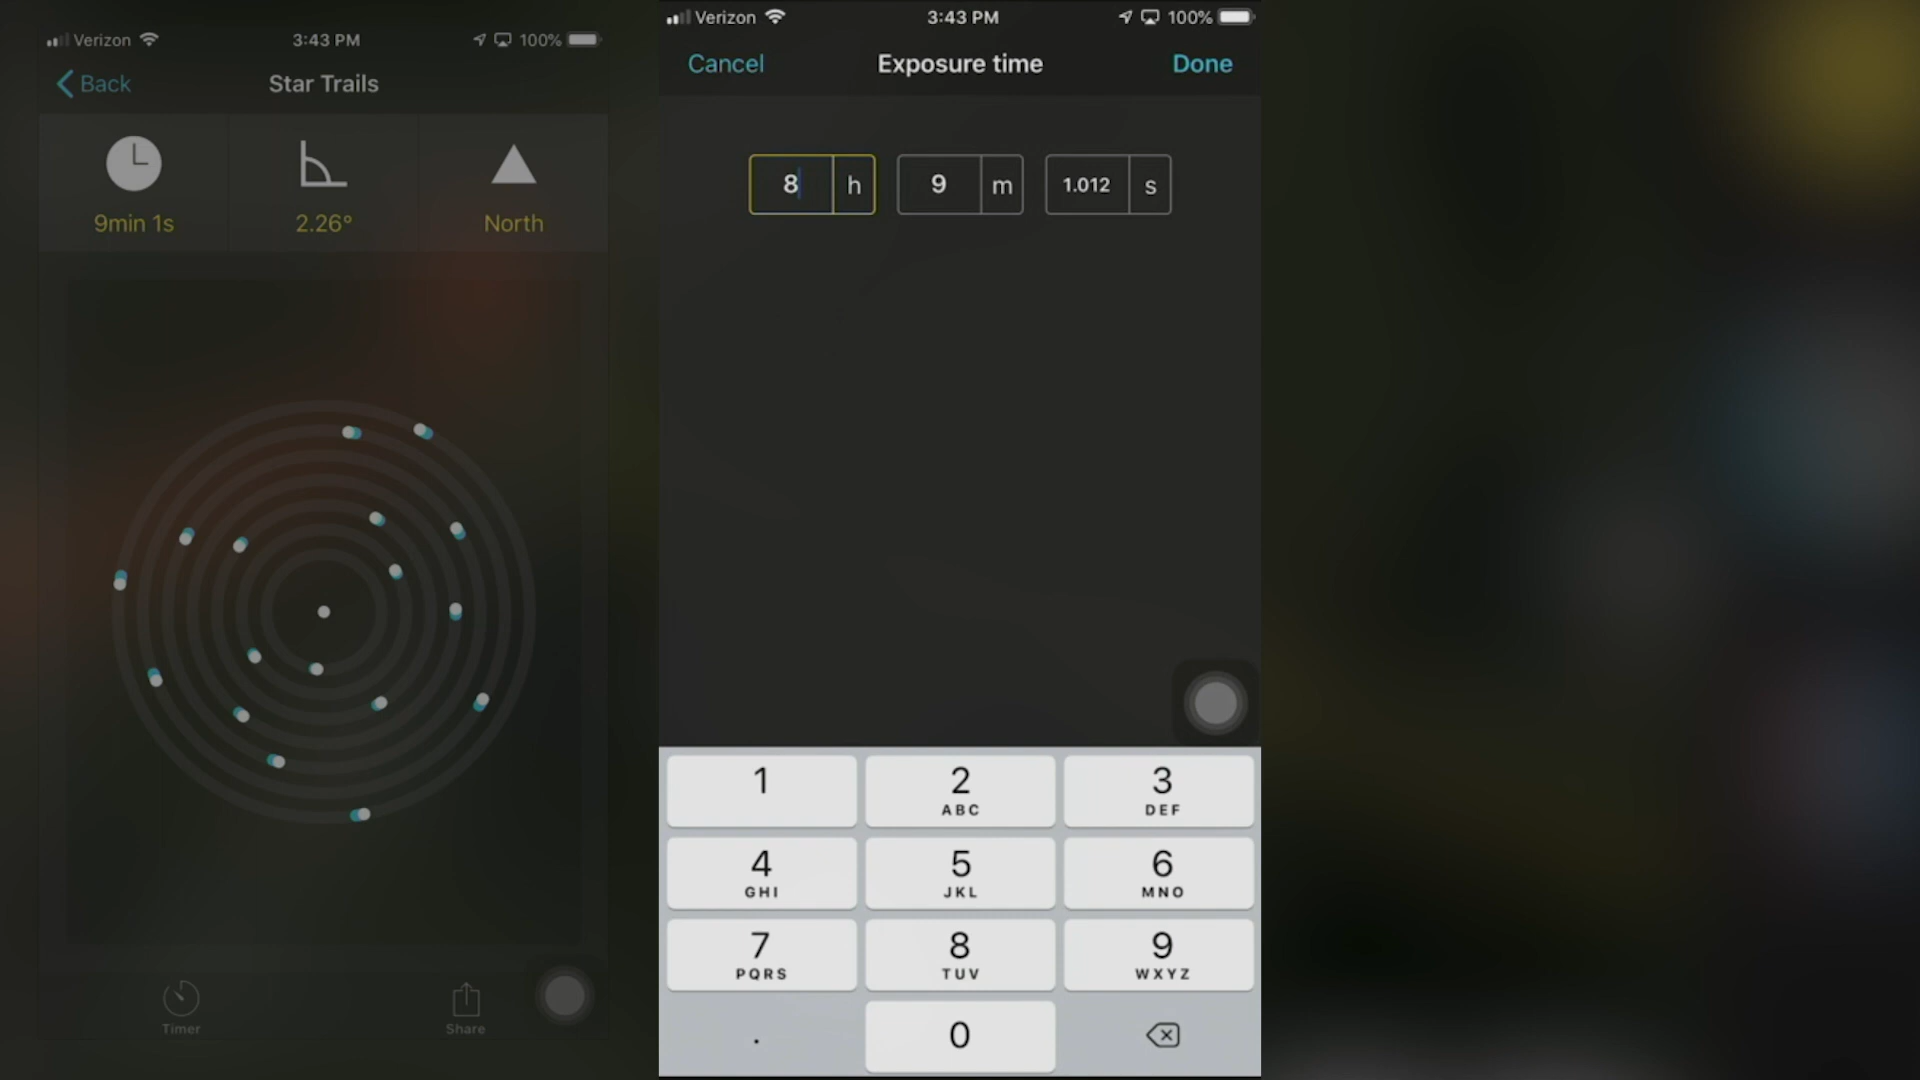 Verizon 3:43 PM 100%
Back Star Trails
9min 1s 2.26° North
Timer Share
Verizon 3:43 PM 100%
Cancel Exposure time Done
8 h 9 m 1.012 s
1 2 3
ABC DEF
4 5 6
GHI JKL MNO
7 8 9
PQRS TUV WXYZ
. 0